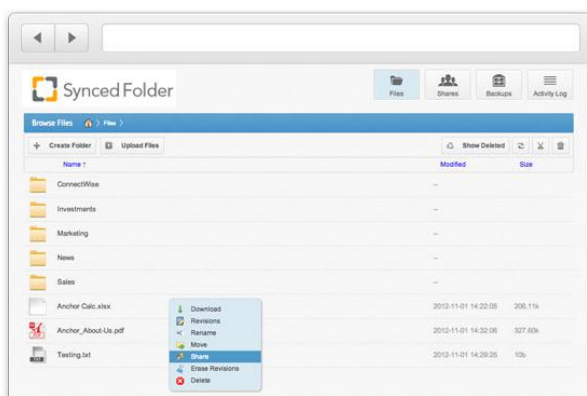 Synced Folder
Files Shares Backups Activity Log
Browse Files Files
Create Folder Upload Files Show Deleted
Name ↑ Modified Size
ConnectWise --
Investments --
Marketing --
News --
Sales --
Anchor Calc.xlsx 2012-11-01 14:22:05 206.11k
Download
Revisions
Anchor_About-Us.pdf 2012-11-01 14:32:06 327.60k
Rename
Move
Testing.txt 2012-11-01 14:29:25 10b
Share
Erase Revisions
Delete